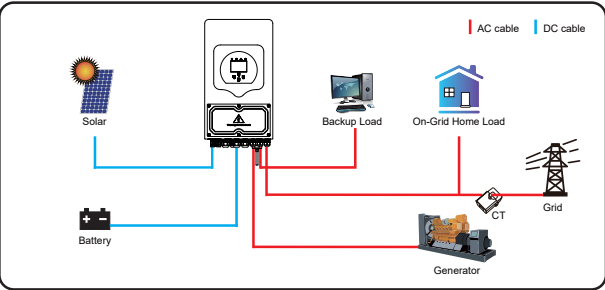 AC cable
DC cable
Solar
Backup Load
On-Grid Home Load
CT
Grid
Battery
Generator